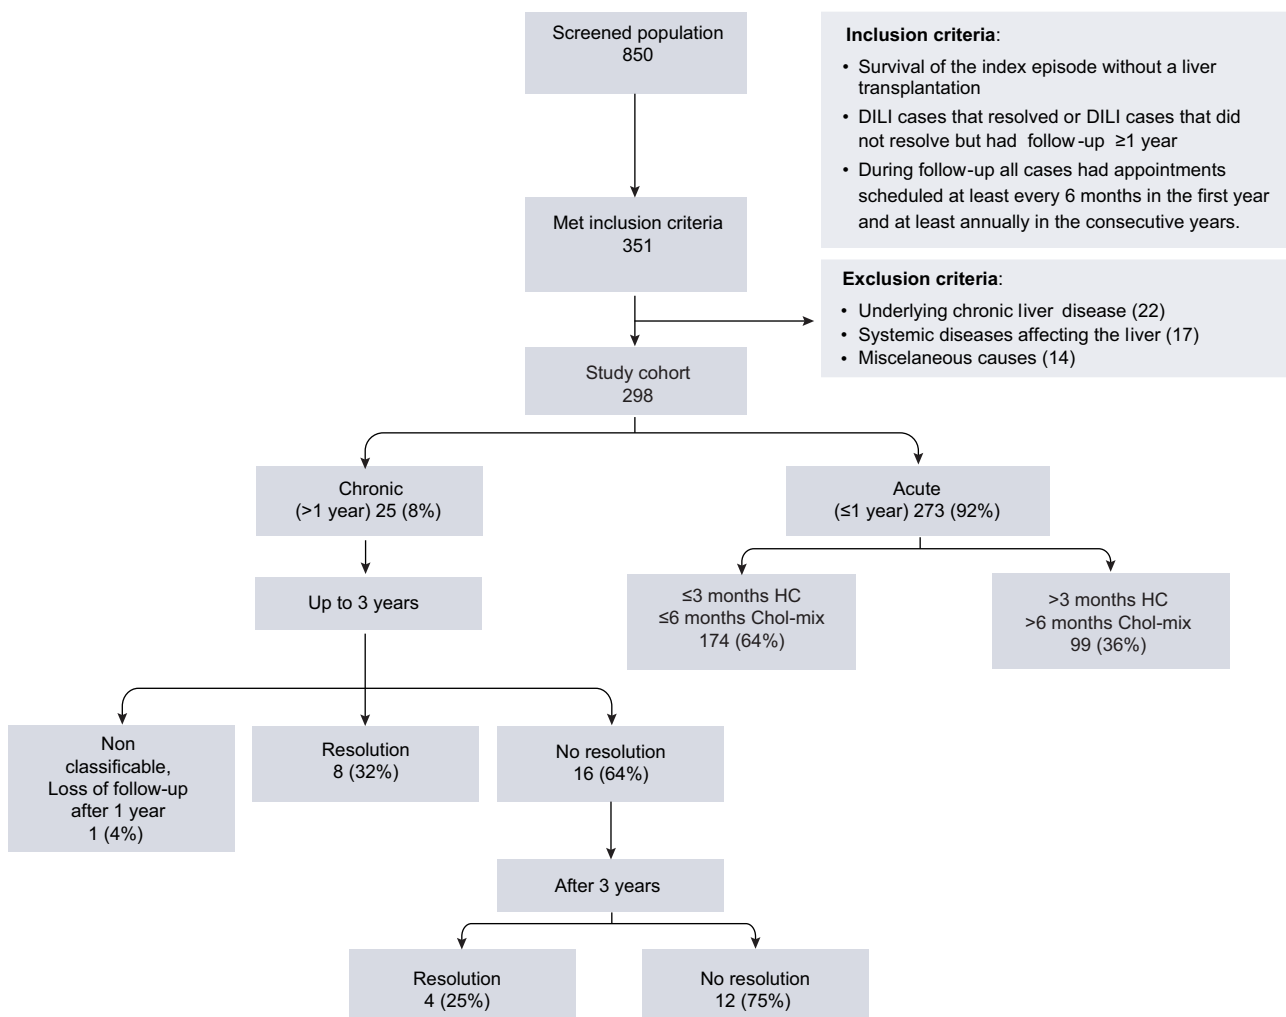 Screened population
850
Inclusion criteria:
• Survival of the index episode without a liver
transplantation
• DILI cases that resolved or DILI cases that did
not resolve but had follow-up ≥1 year
• During follow-up all cases had appointments
scheduled at least every 6 months in the first year
and at least annually in the consecutive years.
Met inclusion criteria
351
Exclusion criteria:
• Underlying chronic liver disease (22)
• Systemic diseases affecting the liver (17)
• Miscelaneous causes (14)
Study cohort
298
Chronic
(>1 year) 25 (8%)
Acute
(≤1 year) 273 (92%)
Up to 3 years
≤3 months HC
≤6 months Chol-mix
174 (64%)
>3 months HC
>6 months Chol-mix
99 (36%)
Non
classificable,
Loss of follow-up
after 1 year
1 (4%)
Resolution
8 (32%)
No resolution
16 (64%)
After 3 years
Resolution
4 (25%)
No resolution
12 (75%)